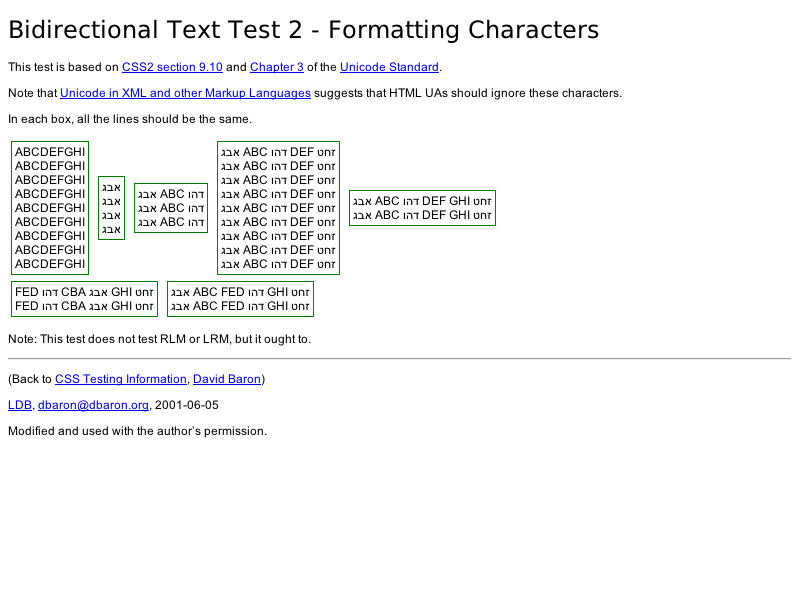 Bidirectional Text Test 2 - Formatting Characters
This test is based on CSS2 section 9.10 and Chapter 3 of the Unicode Standard.
Note that Unicode in XML and other Markup Languages suggests that HTML UAs should ignore these characters.
In each box, all the lines should be the same.
ABCDEFGHI
ABCDEFGHI
ABCDEFGHI
ABCDEFGHI
ABCDEFGHI
ABCDEFGHI
ABCDEFGHI
ABCDEFGHI
ABCDEFGHI
אבג
אבג
אבג
אבג
אבג ABC דהו
אבג ABC דהו
אבג ABC דהו
אבג ABC דהו DEF זחט
אבג ABC דהו DEF זחט
אבג ABC דהו DEF זחט
אבג ABC דהו DEF זחט
אבג ABC דהו DEF זחט
אבג ABC דהו DEF זחט
אבג ABC דהו DEF זחט
אבג ABC דהו DEF זחט
אבג ABC דהו DEF זחט
אבג ABC דהו DEF GHI זחט
אבג ABC דהו DEF GHI זחט
FED דהו CBA אבג GHI זחט
FED דהו CBA אבג GHI זחט
אבג ABC FED דהו GHI זחט
אבג ABC FED דהו GHI זחט
Note: This test does not test RLM or LRM, but it ought to.
(Back to CSS Testing Information, David Baron)
LDB, dbaron@dbaron.org, 2001-06-05
Modified and used with the author's permission.